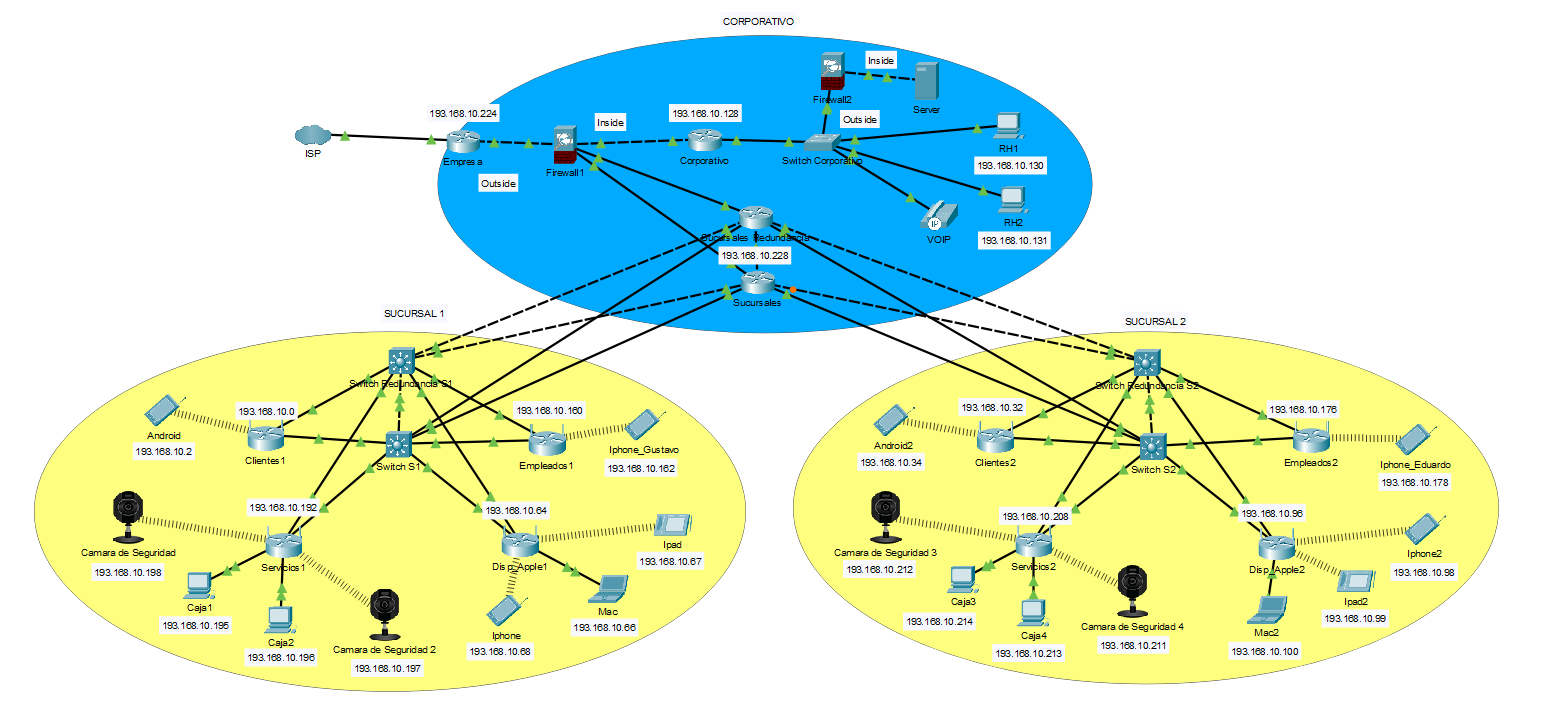 CORPORATIVO
Inside
Firewall2
Server
193.168.10.224
Inside
193.168.10.128
Outside
ISP
Empresa
Outside
Firewall1
Corporativo
Switch Corporativo
RH1
193.168.10.130
RH2
193.168.10.131
VOIP
Sucursales Redundancia
193.168.10.228
Sucursales
SUCURSAL 1
Switch Redundancia S1
193.168.10.0
193.168.10.160
Android
193.168.10.2
Clientes1
Switch S1
Empleados1
Iphone_Gustavo
193.168.10.162
193.168.10.192
193.168.10.64
Camara de Seguridad
193.168.10.198
Servicios1
Disp_Apple1
Ipad
193.168.10.67
Caja1
193.168.10.195
Caja2
193.168.10.196
Camara de Seguridad 2
193.168.10.197
Iphone
193.168.10.68
Mac
193.168.10.66
SUCURSAL 2
Switch Redundancia S2
193.168.10.32
193.168.10.176
Android2
193.168.10.34
Clientes2
Switch S2
Empleados2
Iphone_Eduardo
193.168.10.178
193.168.10.208
193.168.10.96
Camara de Seguridad 3
193.168.10.212
Servicios2
Disp_Apple2
Iphone2
193.168.10.98
Caja3
193.168.10.214
Caja4
193.168.10.213
Camara de Seguridad 4
193.168.10.211
Ipad2
193.168.10.99
Mac2
193.168.10.100